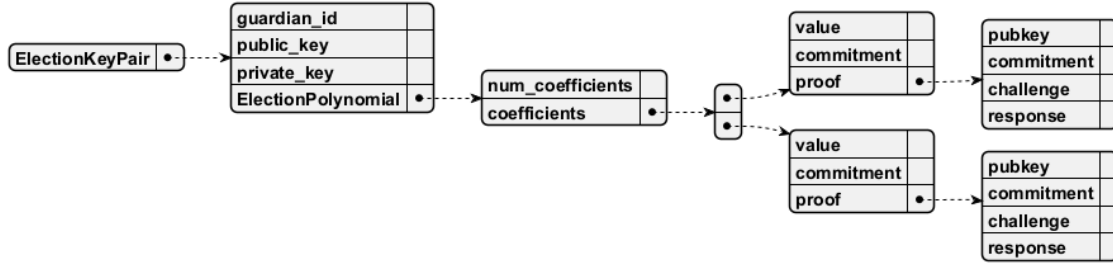 ElectionKeyPair
guardian_id
public_key
private_key
ElectionPolynomial
num_coefficients
coefficients
value
commitment
proof
pubkey
commitment
challenge
response
value
commitment
proof
pubkey
commitment
challenge
response